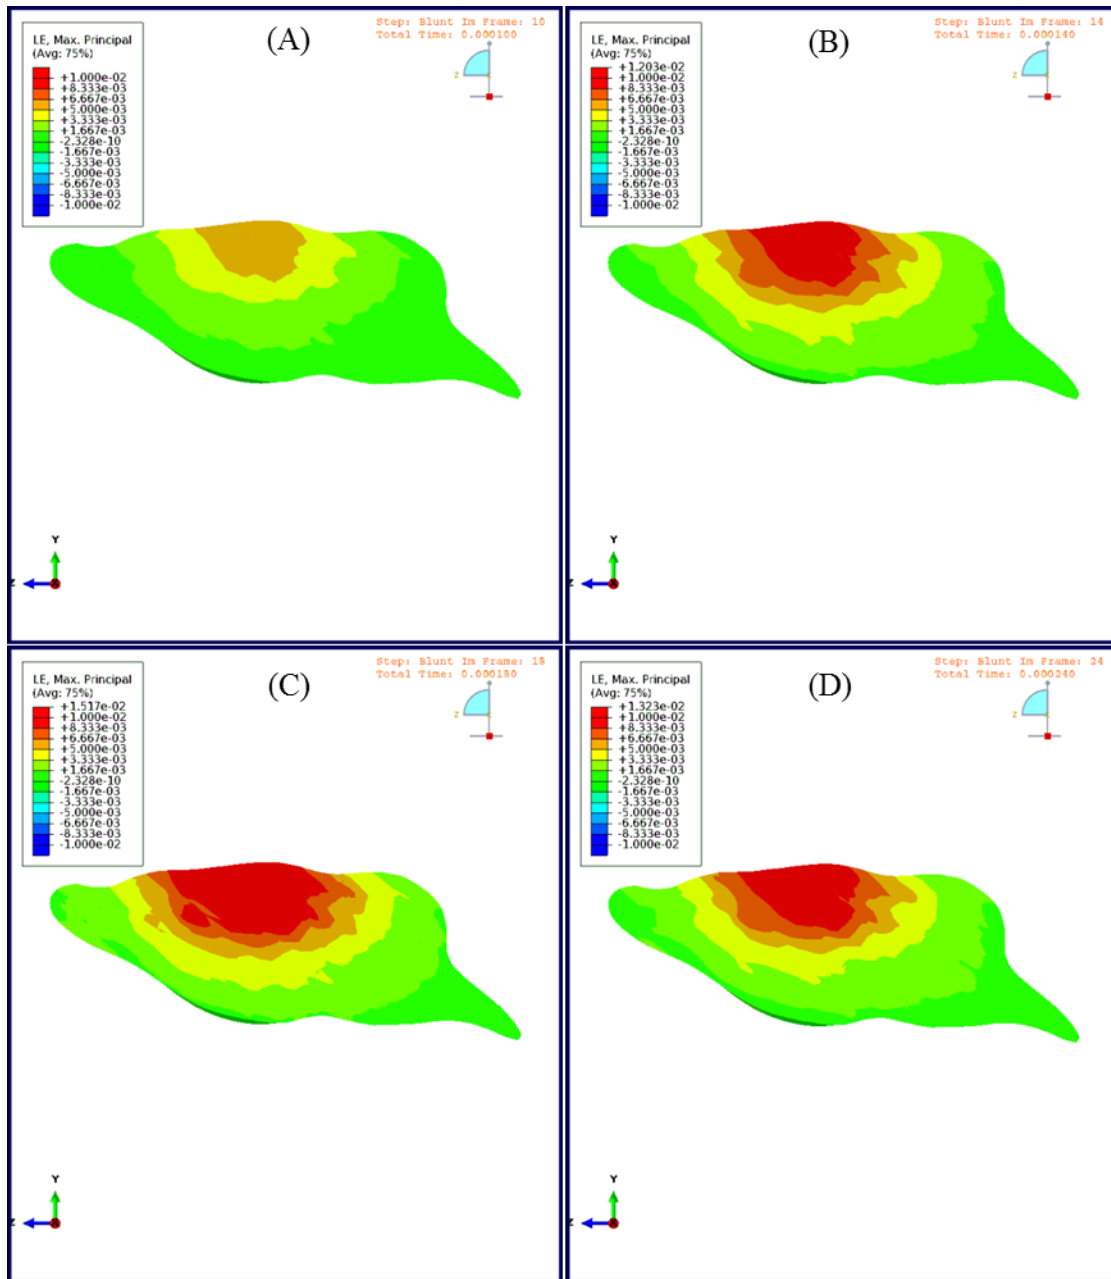 (A)
Step: Blunt Im Frame: 10
Total Time: 0.000100
LE, Max. Principal
(Avg: 75%)
+1.000e-02
+8.333e-03
+6.667e-03
+5.000e-03
+3.333e-03
+1.667e-03
-2.328e-10
-1.667e-03
-3.333e-03
-5.000e-03
-6.667e-03
-8.333e-03
-1.000e-02
Z
Y
Z
X
(B)
Step: Blunt Im Frame: 14
Total Time: 0.000140
LE, Max. Principal
(Avg: 75%)
+1.203e-02
+1.000e-02
+8.333e-03
+6.667e-03
+5.000e-03
+3.333e-03
+1.667e-03
-2.328e-10
-1.667e-03
-3.333e-03
-5.000e-03
-6.667e-03
-8.333e-03
-1.000e-02
Z
Y
Z
X
(C)
Step: Blunt Im Frame: 18
Total Time: 0.000180
LE, Max. Principal
(Avg: 75%)
+1.517e-02
+1.000e-02
+8.333e-03
+6.667e-03
+5.000e-03
+3.333e-03
+1.667e-03
-2.328e-10
-1.667e-03
-3.333e-03
-5.000e-03
-6.667e-03
-8.333e-03
-1.000e-02
Z
Y
Z
X
(D)
Step: Blunt Im Frame: 24
Total Time: 0.000240
LE, Max. Principal
(Avg: 75%)
+1.323e-02
+1.000e-02
+8.333e-03
+6.667e-03
+5.000e-03
+3.333e-03
+1.667e-03
-2.328e-10
-1.667e-03
-3.333e-03
-5.000e-03
-6.667e-03
-8.333e-03
-1.000e-02
Z
Y
Z
X